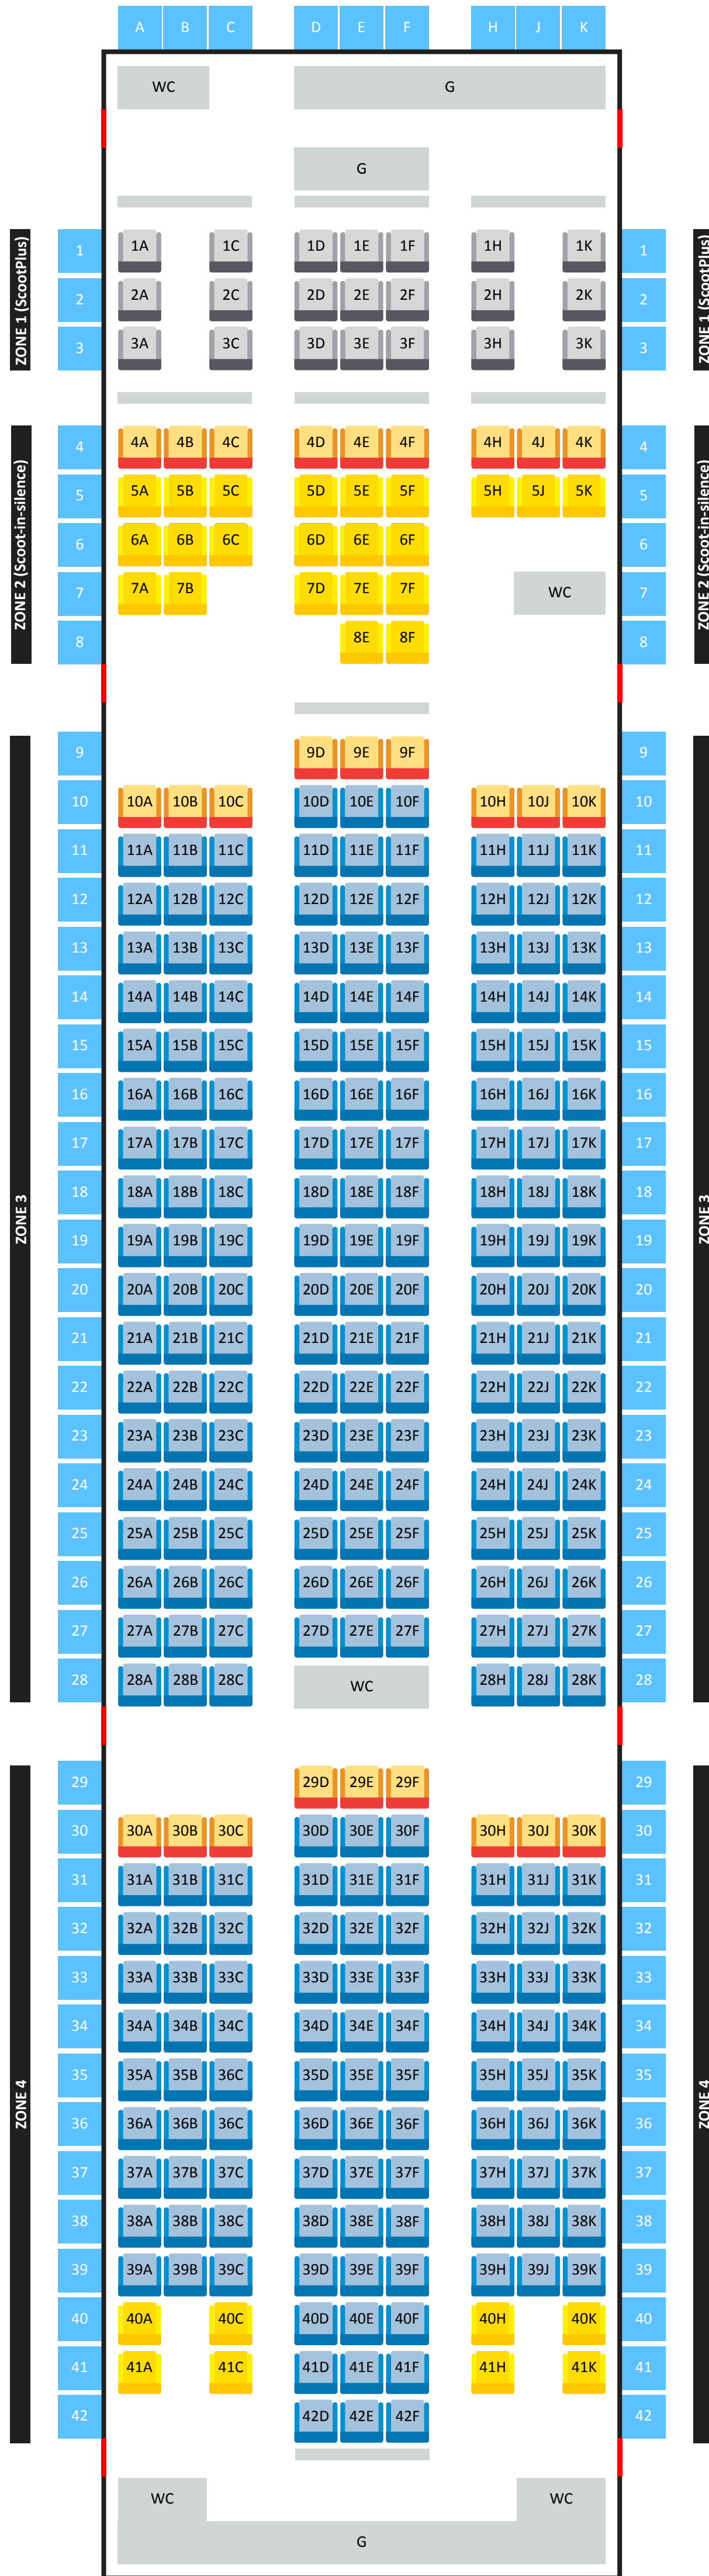 A B C D E F H J K
WC G
G
ZONE 1 (ScootPlus)
ZONE 1 (ScootPlus)
1 1A 1C 1D 1E 1F 1H 1K 1
2 2A 2C 2D 2E 2F 2H 2K 2
3 3A 3C 3D 3E 3F 3H 3K 3
ZONE 2 (Scoot-in-silence)
ZONE 2 (Scoot-in-silence)
4 4A 4B 4C 4D 4E 4F 4H 4J 4K 4
5 5A 5B 5C 5D 5E 5F 5H 5J 5K 5
6 6A 6B 6C 6D 6E 6F 6
7 7A 7B 7D 7E 7F WC 7
8 8E 8F 8
ZONE 3
ZONE 3
9 9D 9E 9F 9
10 10A 10B 10C 10D 10E 10F 10H 10J 10K 10
11 11A 11B 11C 11D 11E 11F 11H 11J 11K 11
12 12A 12B 12C 12D 12E 12F 12H 12J 12K 12
13 13A 13B 13C 13D 13E 13F 13H 13J 13K 13
14 14A 14B 14C 14D 14E 14F 14H 14J 14K 14
15 15A 15B 15C 15D 15E 15F 15H 15J 15K 15
16 16A 16B 16C 16D 16E 16F 16H 16J 16K 16
17 17A 17B 17C 17D 17E 17F 17H 17J 17K 17
18 18A 18B 18C 18D 18E 18F 18H 18J 18K 18
19 19A 19B 19C 19D 19E 19F 19H 19J 19K 19
20 20A 20B 20C 20D 20E 20F 20H 20J 20K 20
21 21A 21B 21C 21D 21E 21F 21H 21J 21K 21
22 22A 22B 22C 22D 22E 22F 22H 22J 22K 22
23 23A 23B 23C 23D 23E 23F 23H 23J 23K 23
24 24A 24B 24C 24D 24E 24F 24H 24J 24K 24
25 25A 25B 25C 25D 25E 25F 25H 25J 25K 25
26 26A 26B 26C 26D 26E 26F 26H 26J 26K 26
27 27A 27B 27C 27D 27E 27F 27H 27J 27K 27
28 28A 28B 28C WC 28H 28J 28K 28
ZONE 4
ZONE 4
29 29D 29E 29F 29
30 30A 30B 30C 30D 30E 30F 30H 30J 30K 30
31 31A 31B 31C 31D 31E 31F 31H 31J 31K 31
32 32A 32B 32C 32D 32E 32F 32H 32J 32K 32
33 33A 33B 33C 33D 33E 33F 33H 33J 33K 33
34 34A 34B 34C 34D 34E 34F 34H 34J 34K 34
35 35A 35B 36C 35D 35E 35F 35H 35J 35K 35
36 36A 36B 36C 36D 36E 36F 36H 36J 36K 36
37 37A 37B 37C 37D 37E 37F 37H 37J 37K 37
38 38A 38B 38C 38D 38E 38F 38H 38J 38K 38
39 39A 39B 39C 39D 39E 39F 39H 39J 39K 39
40 40A 40C 40D 40E 40F 40H 40K 40
41 41A 41C 41D 41E 41F 41H 41K 41
42 42D 42E 42F 42
WC WC
G